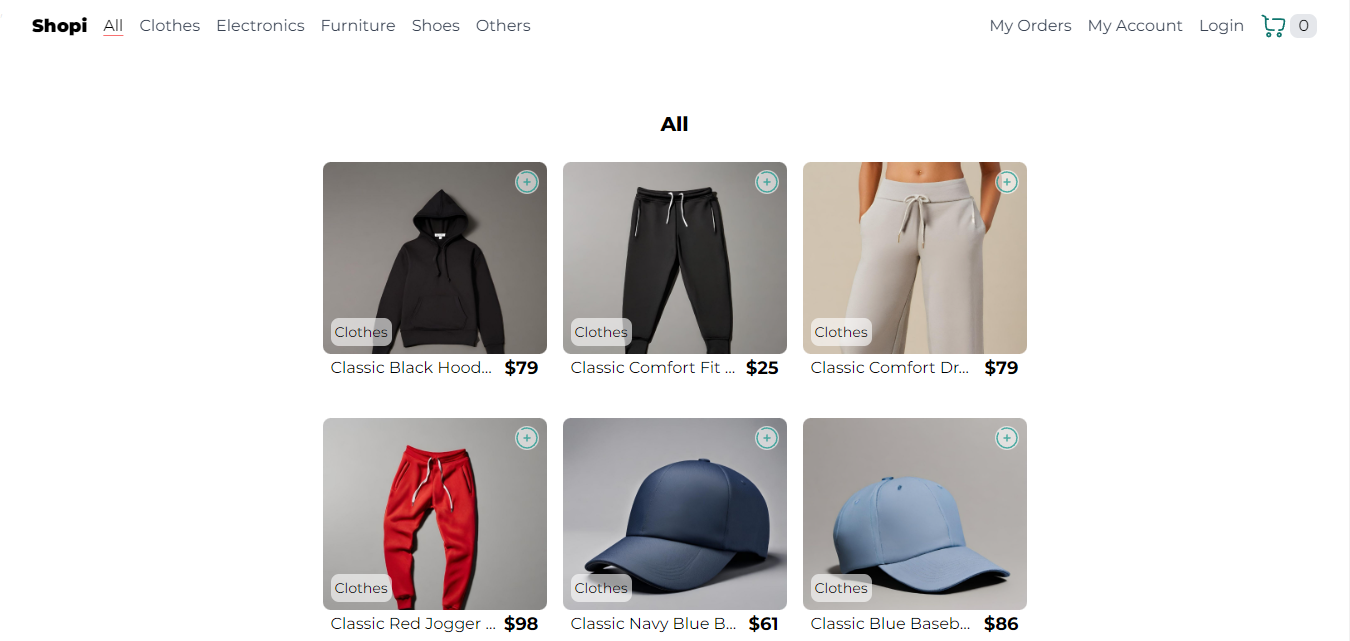 Shopi All Clothes Electronics Furniture Shoes Others My Orders My Account Login 0
All
Clothes Clothes Clothes
Classic Black Hood... $79 Classic Comfort Fit ... $25 Classic Comfort Dr... $79
Clothes Clothes Clothes
Classic Red Jogger ... $98 Classic Navy Blue B... $61 Classic Blue Baseb... $86